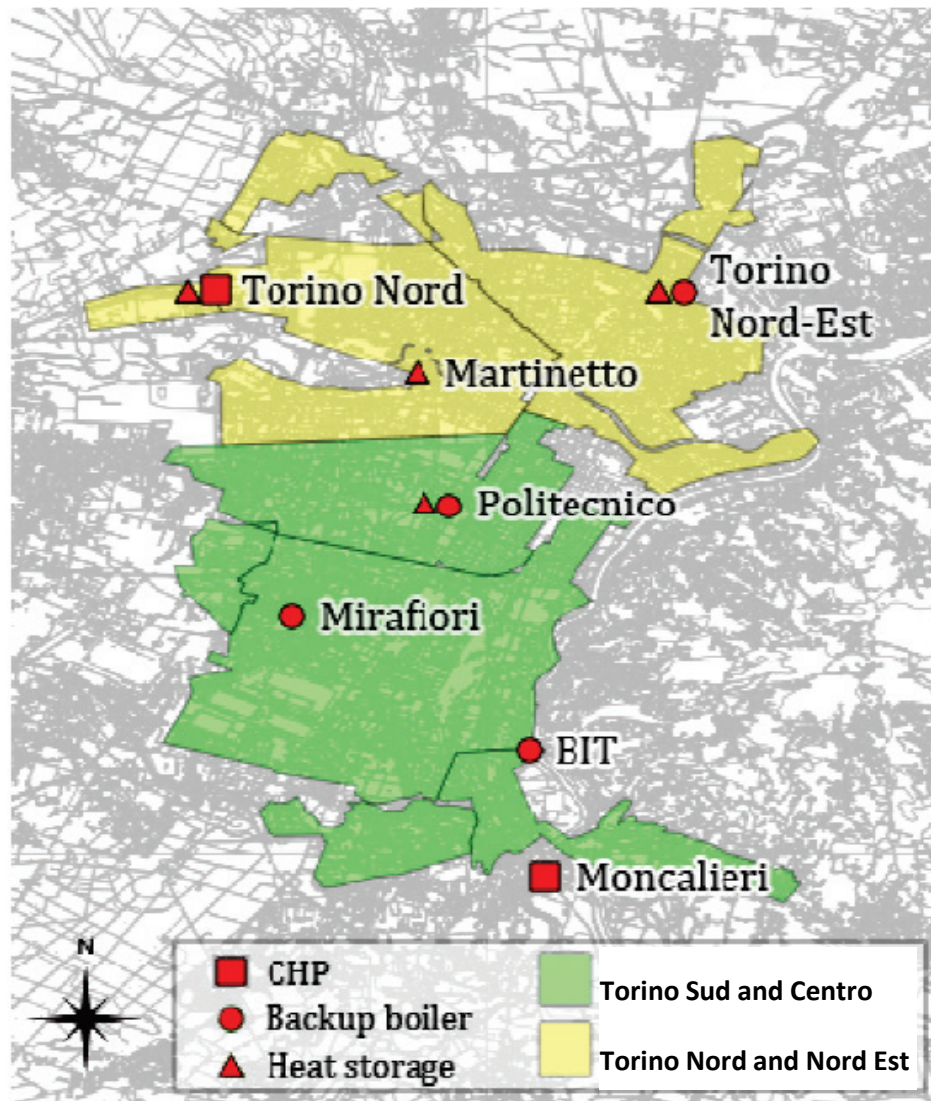 Torino Nord
Torino
Nord-Est
Martinetto
Politecnico
Mirafiori
BIT
Moncalieri
N
CHP
Backup boiler
Heat storage
Torino Sud and Centro
Torino Nord and Nord Est